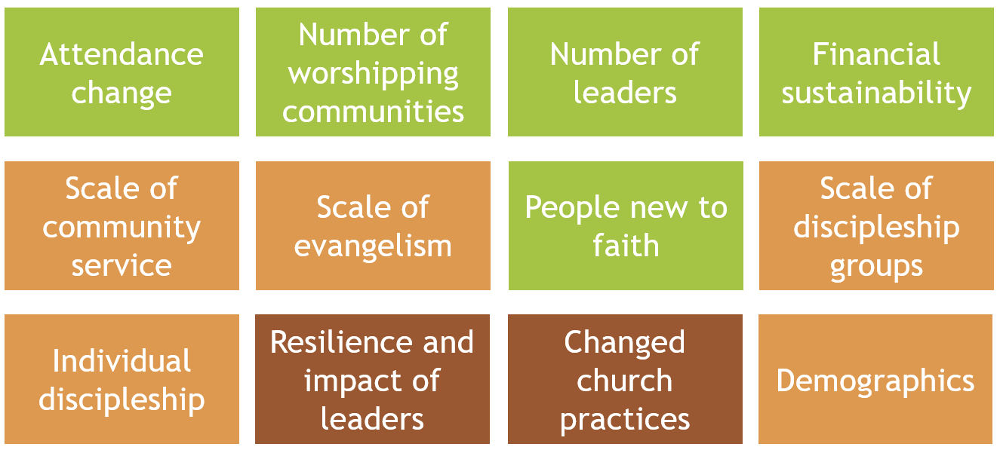 Attendance
change
Number of
worshipping
communities
Number of
leaders
Financial
sustainability
Scale of
community
service
Scale of
evangelism
People new to
faith
Scale of
discipleship
groups
Individual
discipleship
Resilience and
impact of
leaders
Changed
church
practices
Demographics